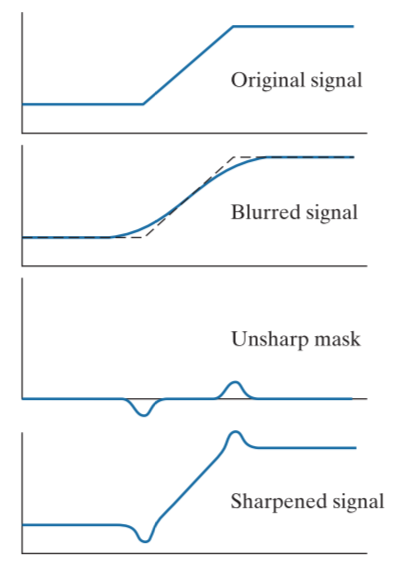 Original signal
Blurred signal
Unsharp mask
Sharpened signal